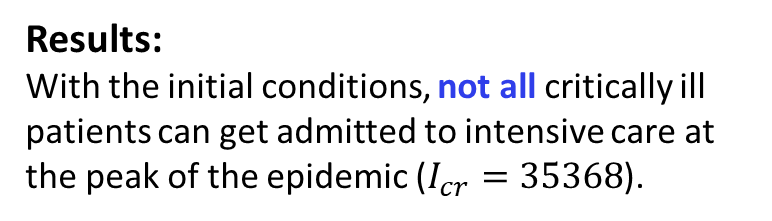 Results:
With the initial conditions, not all critically ill
patients can get admitted to intensive care at
the peak of the epidemic (I_cr = 35368).